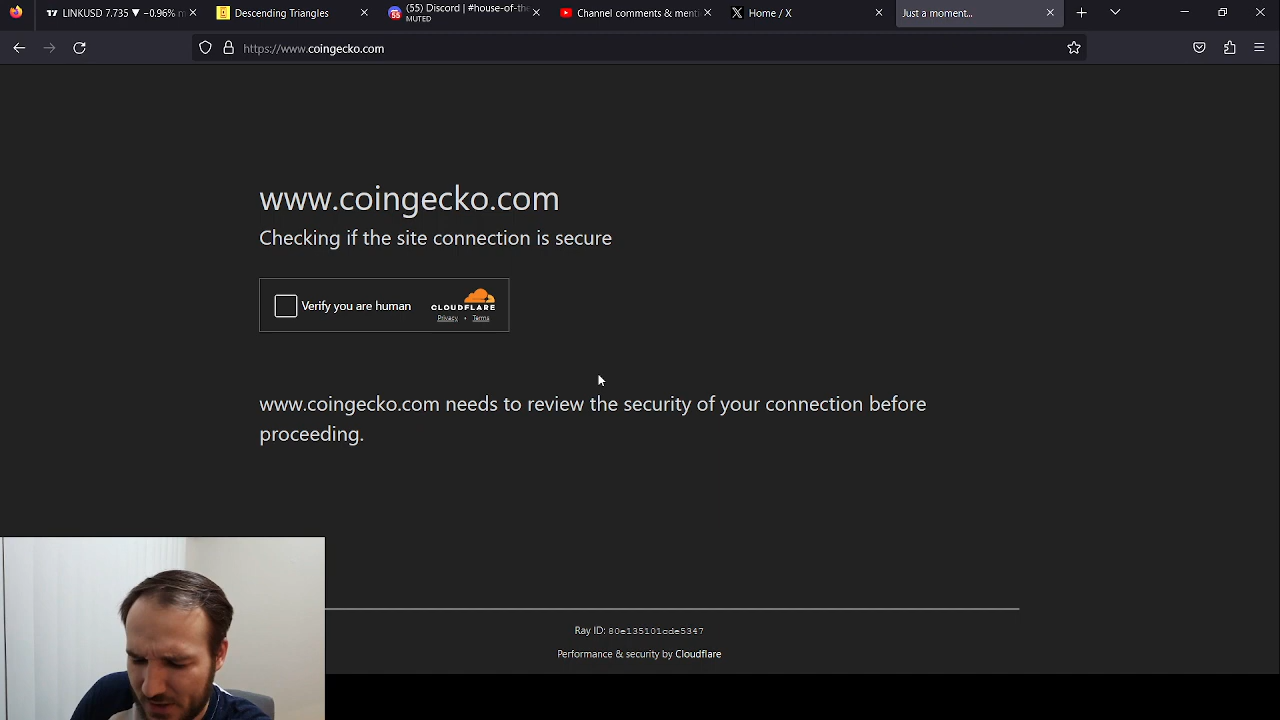 LINKUSD 7.735 ▼ −0.96%
Descending Triangles
55
(55) Discord | #house-of-the
MUTED
Channel comments & menti
Home / X
Just a moment...
https://www.coingecko.com
www.coingecko.com
Checking if the site connection is secure
Verify you are human
CLOUDFLARE
Privacy • Terms
www.coingecko.com needs to review the security of your connection before
proceeding.
Ray ID: 80e135101cde5347
Performance & security by Cloudflare